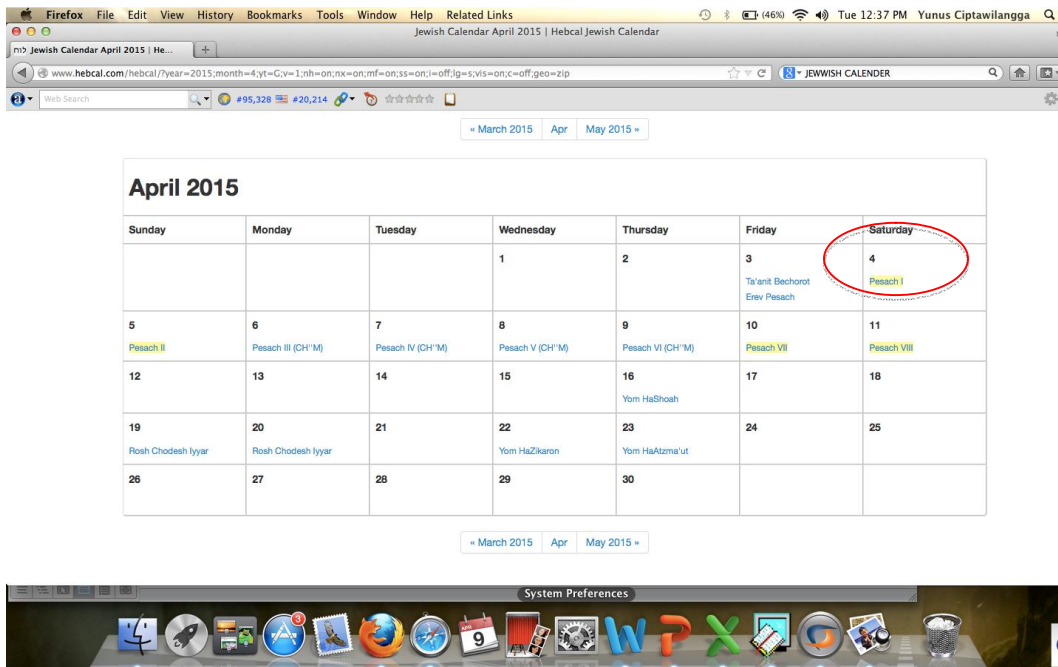 Firefox File Edit View History Bookmarks Tools Window Help Related Links (46%) Tue 12:37 PM Yunus Ciptawilangga
Jewish Calendar April 2015 | Hebcal Jewish Calendar
לוח Jewish Calendar April 2015 | He...
www.hebcal.com/hebcal/?year=2015;month=4;yt=G;v=1;nh=on;nx=on;mf=on;ss=on;i=off;lg=s;vis=on;c=off;geo=zip JEWWISH CALENDER
a Web Search #95,328 #20,214
« March 2015 Apr May 2015 »
April 2015
Sunday Monday Tuesday Wednesday Thursday Friday Saturday
1 2 3 4
Ta'anit Bechorot Pesach I
Erev Pesach
5 6 7 8 9 10 11
Pesach II Pesach III (CH''M) Pesach IV (CH''M) Pesach V (CH''M) Pesach VI (CH''M) Pesach VII Pesach VIII
12 13 14 15 16 17 18
Yom HaShoah
19 20 21 22 23 24 25
Rosh Chodesh Iyyar Rosh Chodesh Iyyar Yom HaZikaron Yom HaAtzma'ut
26 27 28 29 30
« March 2015 Apr May 2015 »
System Preferences
3
APR
9